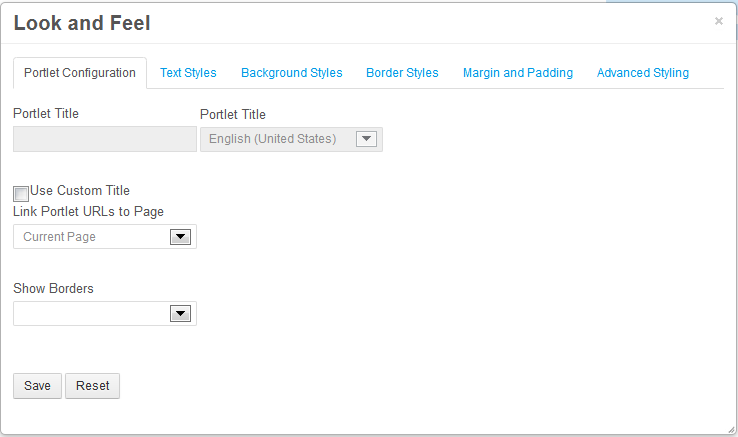 Look and Feel
×
Portlet Configuration Text Styles Background Styles Border Styles Margin and Padding Advanced Styling
Portlet Title Portlet Title
English (United States)
Use Custom Title
Link Portlet URLs to Page
Current Page
Show Borders
Save Reset